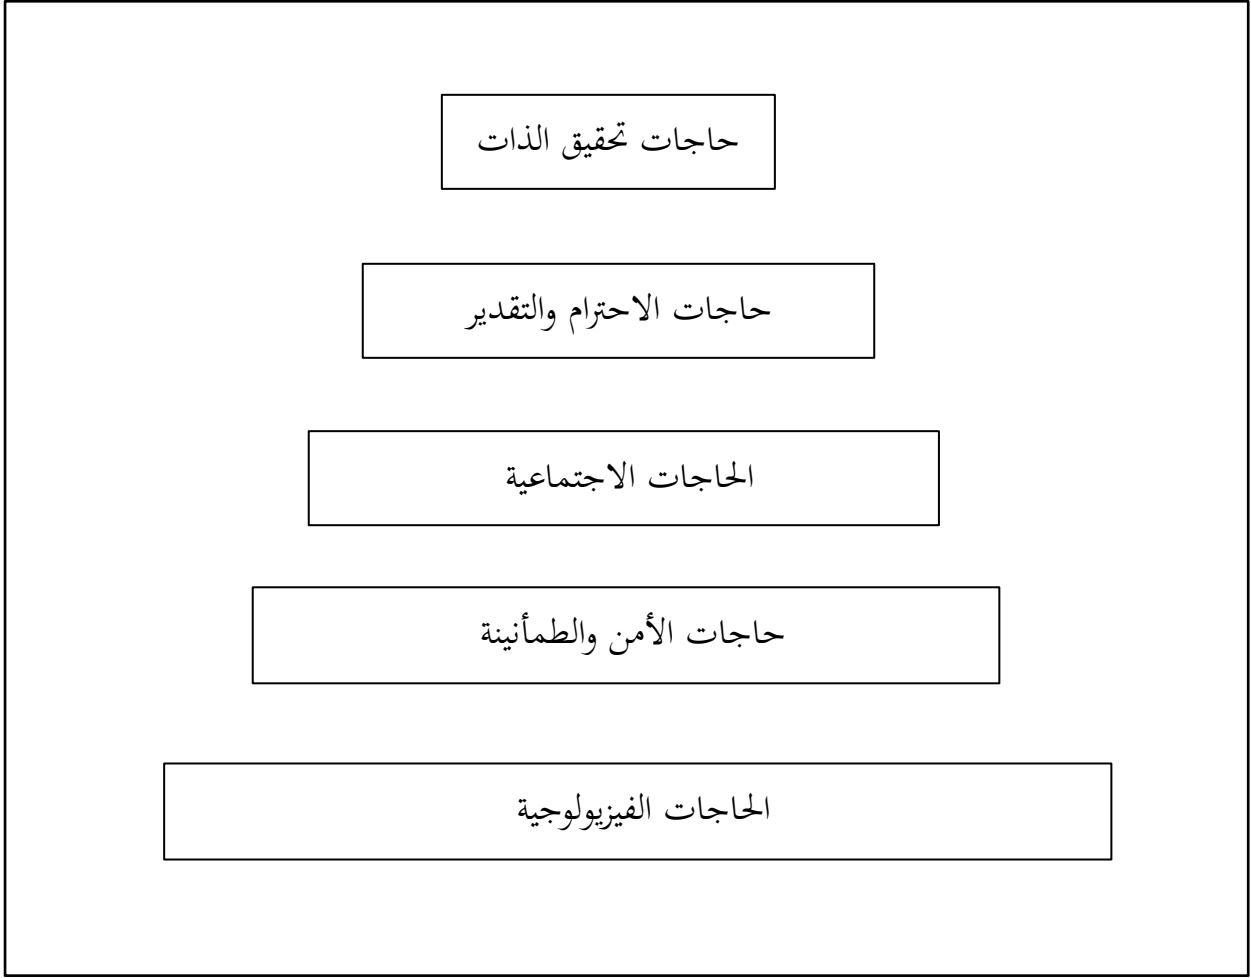 حاجات تحقيق الذات
حاجات الاحترام والتقدير
الحاجات الاجتماعية
حاجات الأمن والطمأنينة
الحاجات الفيزيولوجية